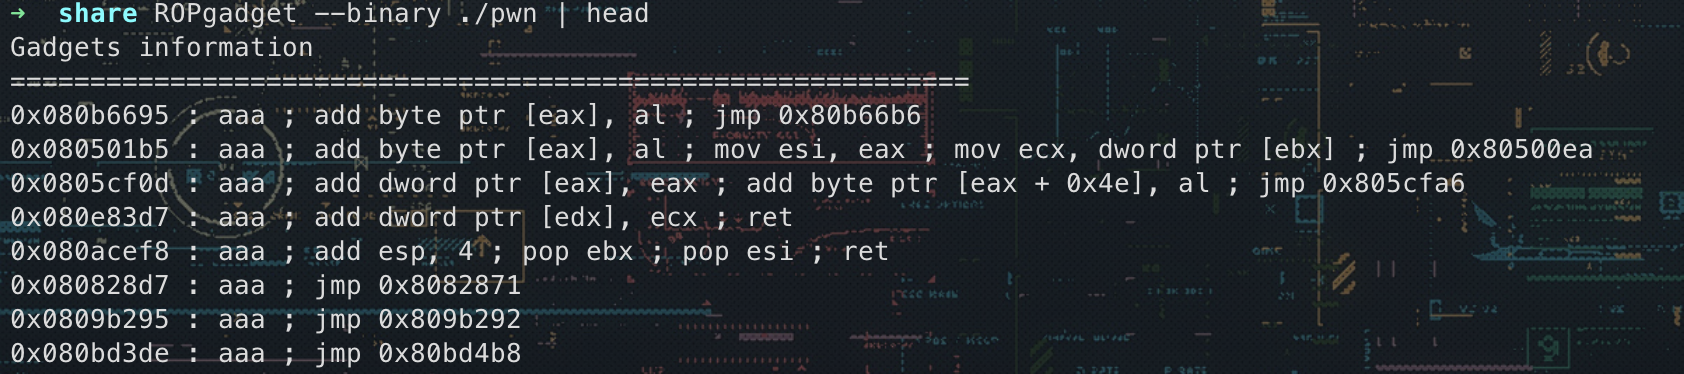 →  share ROPgadget --binary ./pwn | head
Gadgets information
============================================================
0x080b6695 : aaa ; add byte ptr [eax], al ; jmp 0x80b66b6
0x080501b5 : aaa ; add byte ptr [eax], al ; mov esi, eax ; mov ecx, dword ptr [ebx] ; jmp 0x80500ea
0x0805cf0d : aaa ; add dword ptr [eax], eax ; add byte ptr [eax + 0x4e], al ; jmp 0x805cfa6
0x080e83d7 : aaa ; add dword ptr [edx], ecx ; ret
0x080acef8 : aaa ; add esp, 4 ; pop ebx ; pop esi ; ret
0x080828d7 : aaa ; jmp 0x8082871
0x0809b295 : aaa ; jmp 0x809b292
0x080bd3de : aaa ; jmp 0x80bd4b8